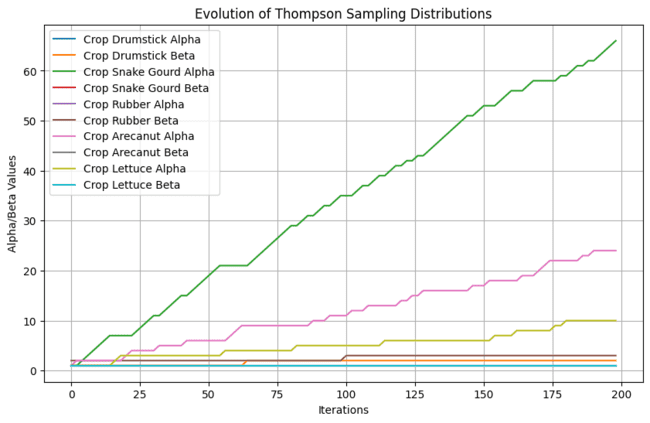 Evolution of Thompson Sampling Distributions
Crop Drumstick Alpha
Crop Drumstick Beta
Crop Snake Gourd Alpha
Crop Snake Gourd Beta
Crop Rubber Alpha
Crop Rubber Beta
Crop Arecanut Alpha
Crop Arecanut Beta
Crop Lettuce Alpha
Crop Lettuce Beta
Alpha/Beta Values
60
50
40
30
20
10
0
0 25 50 75 100 125 150 175 200
Iterations